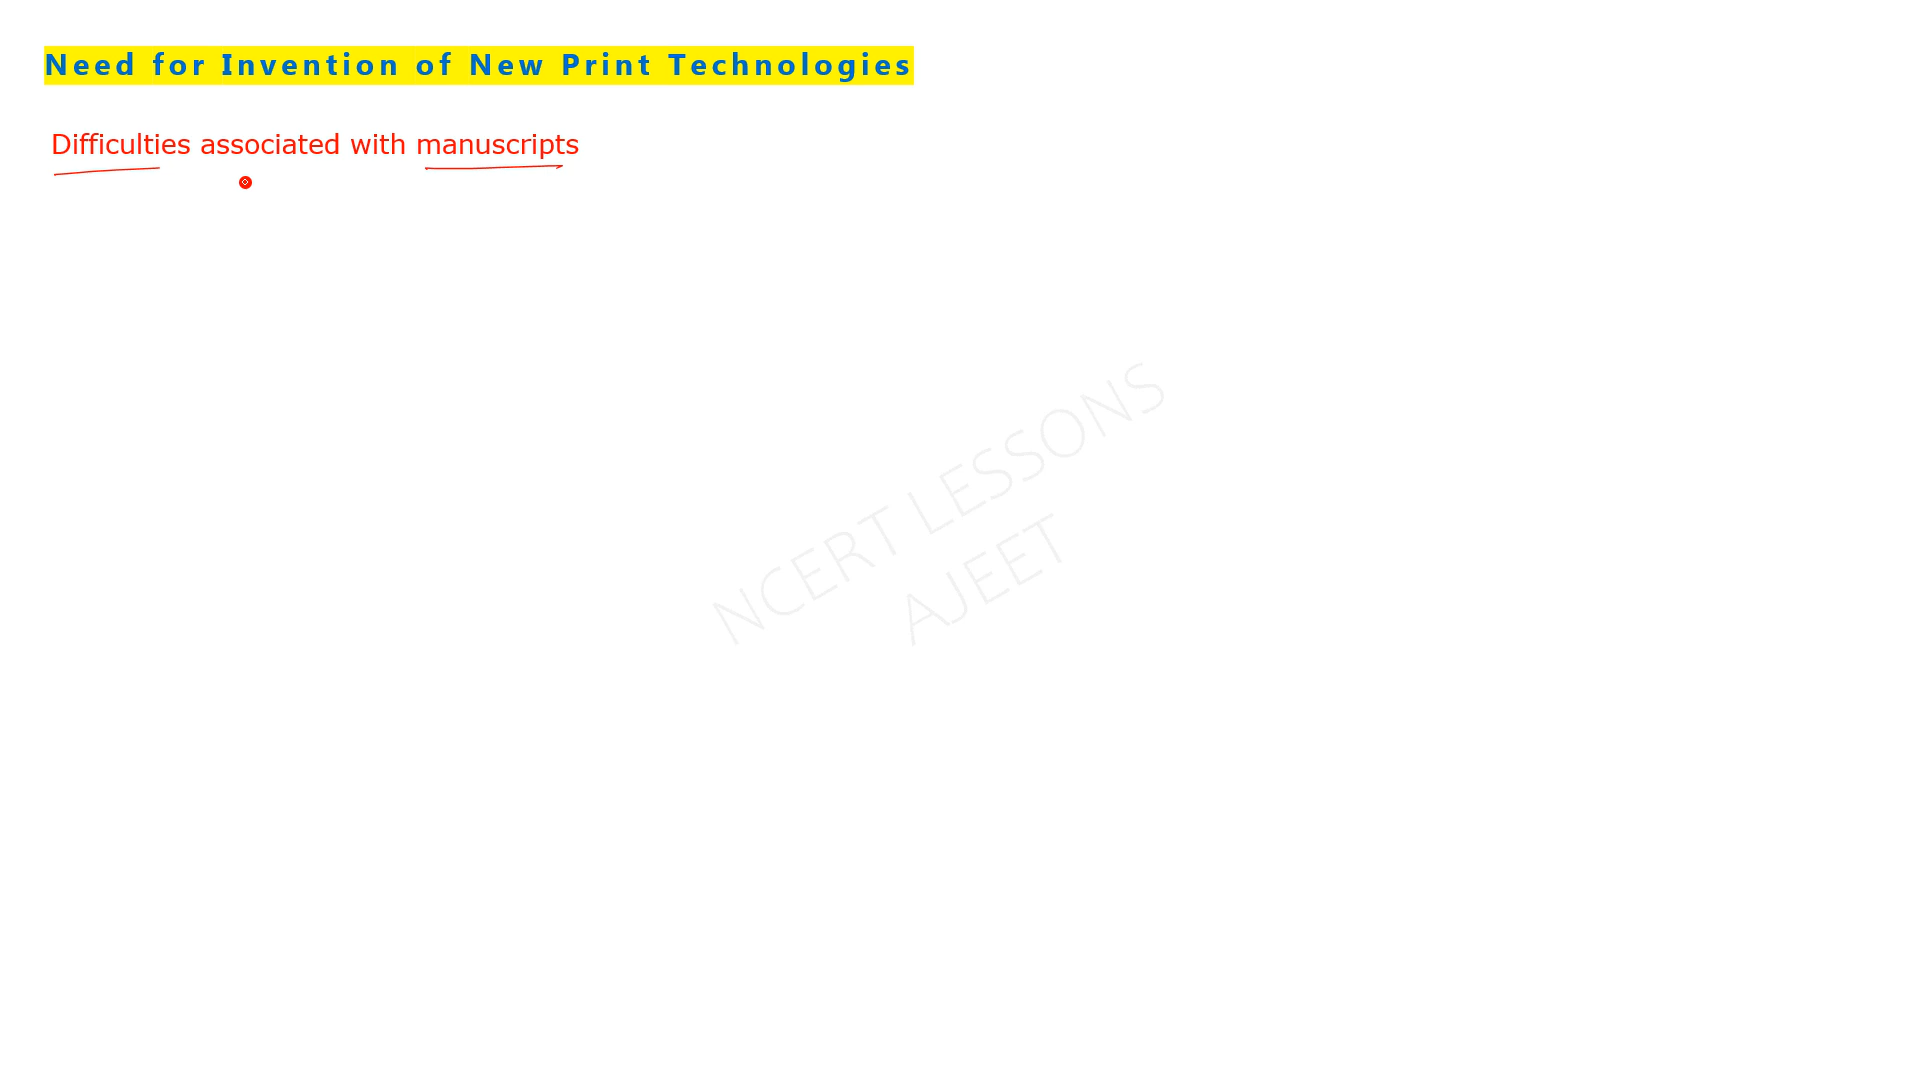 Need for Invention of New Print Technologies
Difficulties associated with manuscripts
NCERT LESSONS
AJEET